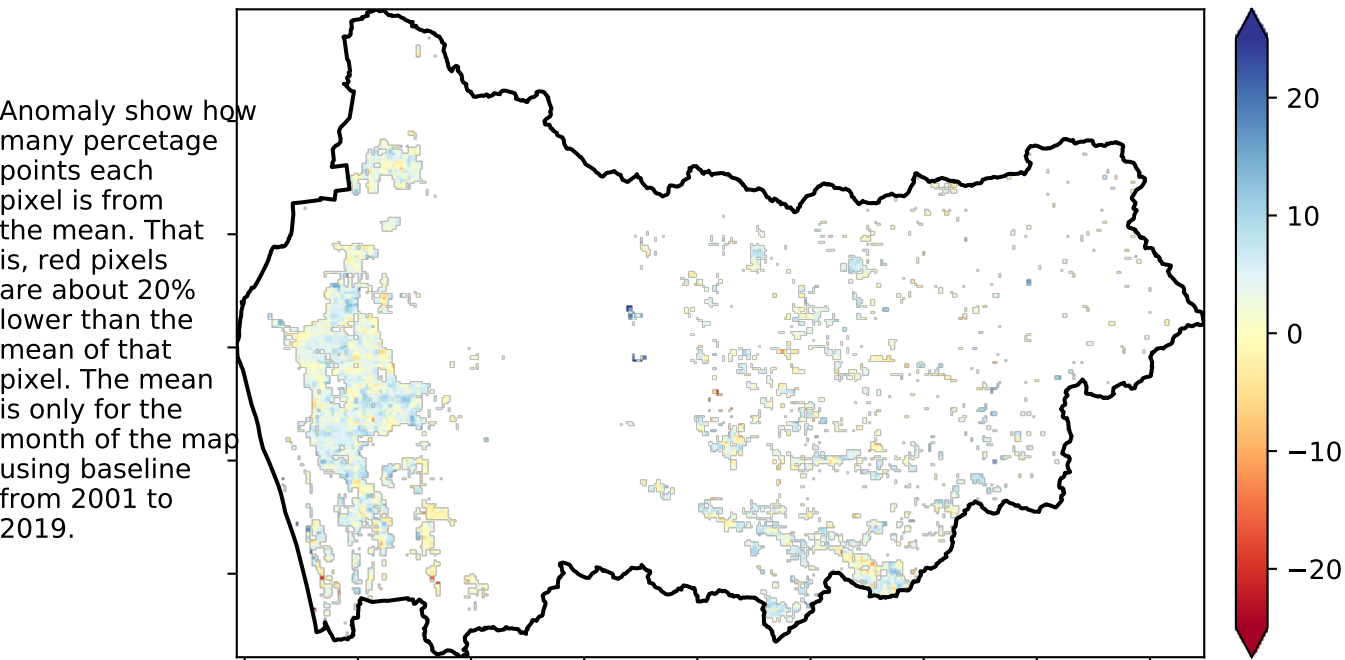 Anomaly show how
many percetage
points each
pixel is from
the mean. That
is, red pixels
are about 20%
lower than the
mean of that
pixel. The mean
is only for the
month of the map
using baseline
from 2001 to
2019.
20
10
0
−10
−20